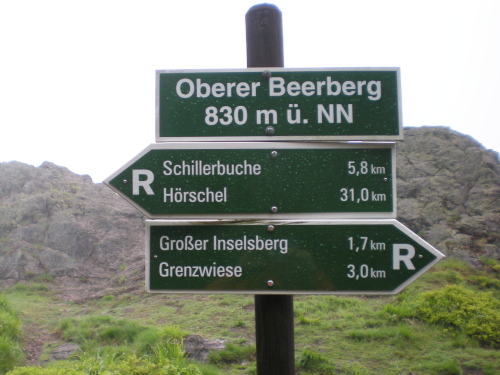 Oberer Beerberg
830 m ü. NN
Schillerbuche 5,8 km
R
Hörschel 31,0 km
Großer Inselsberg 1,7 km
R
Grenzwiese 3,0 km